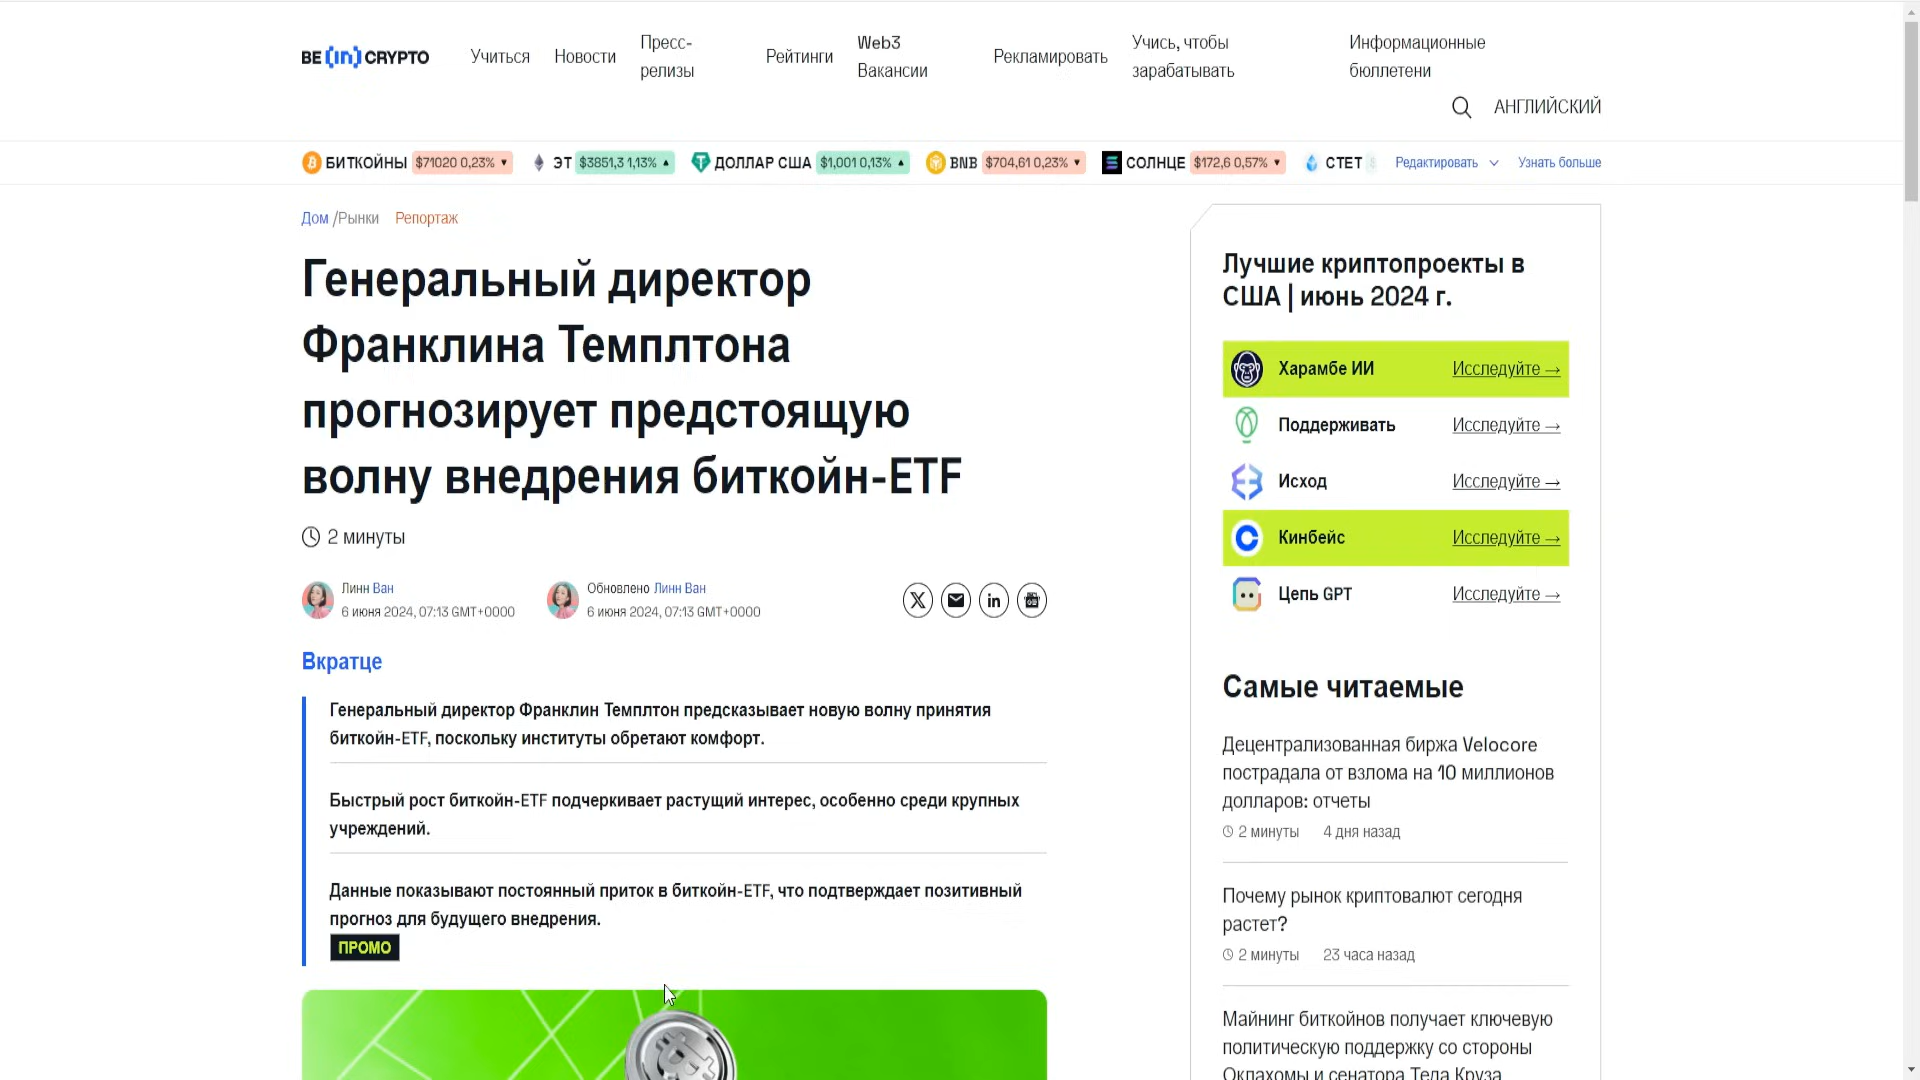 BE[in]CRYPTO
Учиться
Новости
Пресс-
релизы
Рейтинги
Web3
Вакансии
Рекламировать
Учись, чтобы
зарабатывать
Информационные
бюллетени
АНГЛИЙСКИЙ
БИТКОЙНЫ $71020 0,23% ▼ ЭТ $3851,3 1,13% ▲ ДОЛЛАР США $1,001 0,13% ▲ BNB $704,61 0,23% ▼ СОЛНЦЕ $172,6 0,57% ▼ СТЕТ Редактировать Узнать больше
Дом /Рынки Репортаж
Генеральный директор
Франклина Темплтона
прогнозирует предстоящую
волну внедрения биткойн-ETF
2 минуты
Линн Ван
6 июня 2024, 07:13 GMT+0000
Обновлено Линн Ван
6 июня 2024, 07:13 GMT+0000
Вкратце
Генеральный директор Франклин Темплтон предсказывает новую волну принятия
биткойн-ETF, поскольку институты обретают комфорт.
Быстрый рост биткойн-ETF подчеркивает растущий интерес, особенно среди крупных
учреждений.
Данные показывают постоянный приток в биткойн-ETF, что подтверждает позитивный
прогноз для будущего внедрения.
ПРОМО
Лучшие криптопроекты в
США | июнь 2024 г.
Харамбе ИИ Исследуйте →
Поддерживать Исследуйте →
Исход Исследуйте →
Кинбейс Исследуйте →
Цепь GPT Исследуйте →
Самые читаемые
Децентрализованная биржа Velocore
пострадала от взлома на 10 миллионов
долларов: отчеты
2 минуты 4 дня назад
Почему рынок криптовалют сегодня
растет?
2 минуты 23 часа назад
Майнинг биткойнов получает ключевую
политическую поддержку со стороны
Оклахомы и сенатора Теда Круза